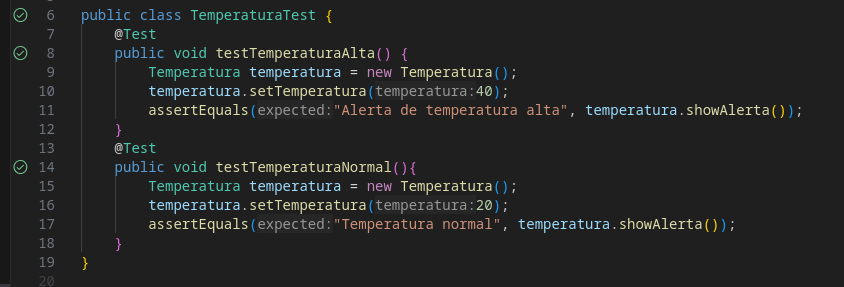 6 public class TemperaturaTest {
7 @Test
8 public void testTemperaturaAlta() {
9 Temperatura temperatura = new Temperatura();
10 temperatura.setTemperatura(temperatura:40);
11 assertEquals(expected:"Alerta de temperatura alta", temperatura.showAlerta());
12 }
13 @Test
14 public void testTemperaturaNormal(){
15 Temperatura temperatura = new Temperatura();
16 temperatura.setTemperatura(temperatura:20);
17 assertEquals(expected:"Temperatura normal", temperatura.showAlerta());
18 }
19 }
20